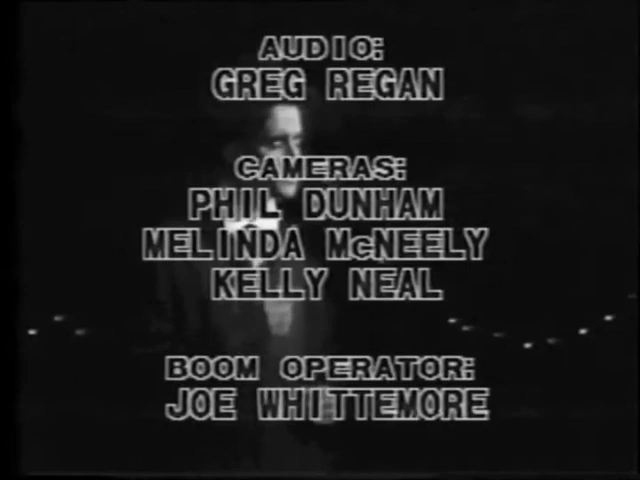 AUDIO:
GREG REGAN
CAMERAS:
PHIL DUNHAM
MELINDA McNEELY
KELLY NEAL
BOOM OPERATOR:
JOE WHITTEMORE